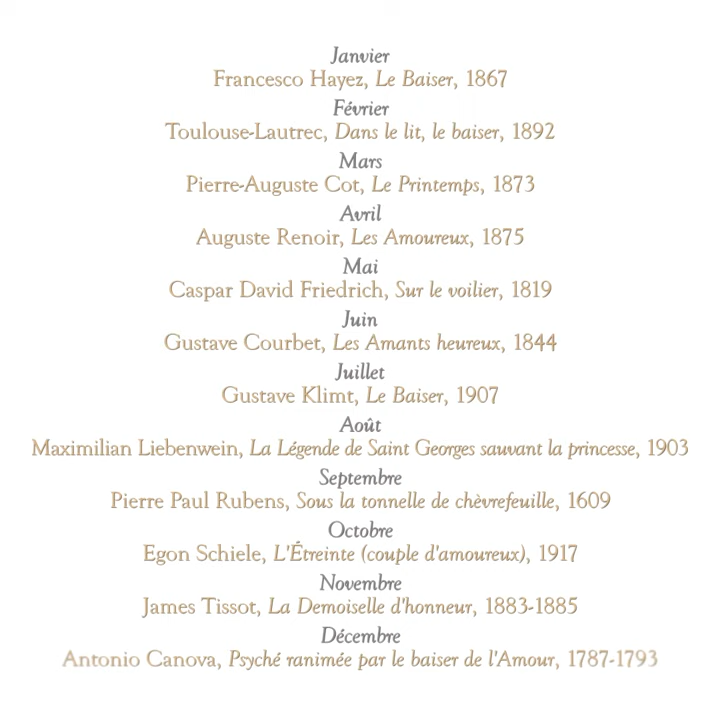 Janvier
Francesco Hayez, Le Baiser, 1867
Février
Toulouse-Lautrec, Dans le lit, le baiser, 1892
Mars
Pierre-Auguste Cot, Le Printemps, 1873
Avril
Auguste Renoir, Les Amoureux, 1875
Mai
Caspar David Friedrich, Sur le voilier, 1819
Juin
Gustave Courbet, Les Amants heureux, 1844
Juillet
Gustave Klimt, Le Baiser, 1907
Août
Maximilian Liebenwein, La Légende de Saint Georges sauvant la princesse, 1903
Septembre
Pierre Paul Rubens, Sous la tonnelle de chèvrefeuille, 1609
Octobre
Egon Schiele, L'Étreinte (couple d'amoureux), 1917
Novembre
James Tissot, La Demoiselle d'honneur, 1883-1885
Décembre
Antonio Canova, Psyché ranimée par le baiser de l'Amour, 1787-1793